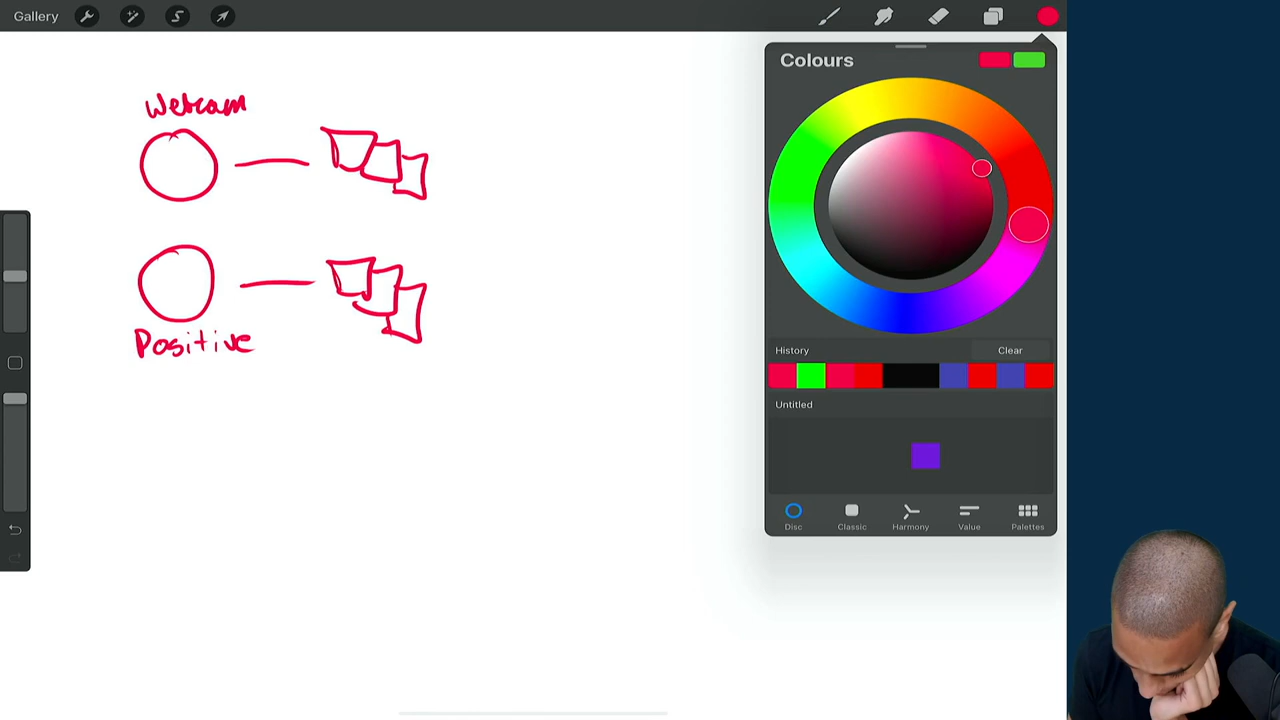 Gallery
Colours
Webcam
Positive
History
Clear
Untitled
Disc
Classic
Harmony
Value
Palettes